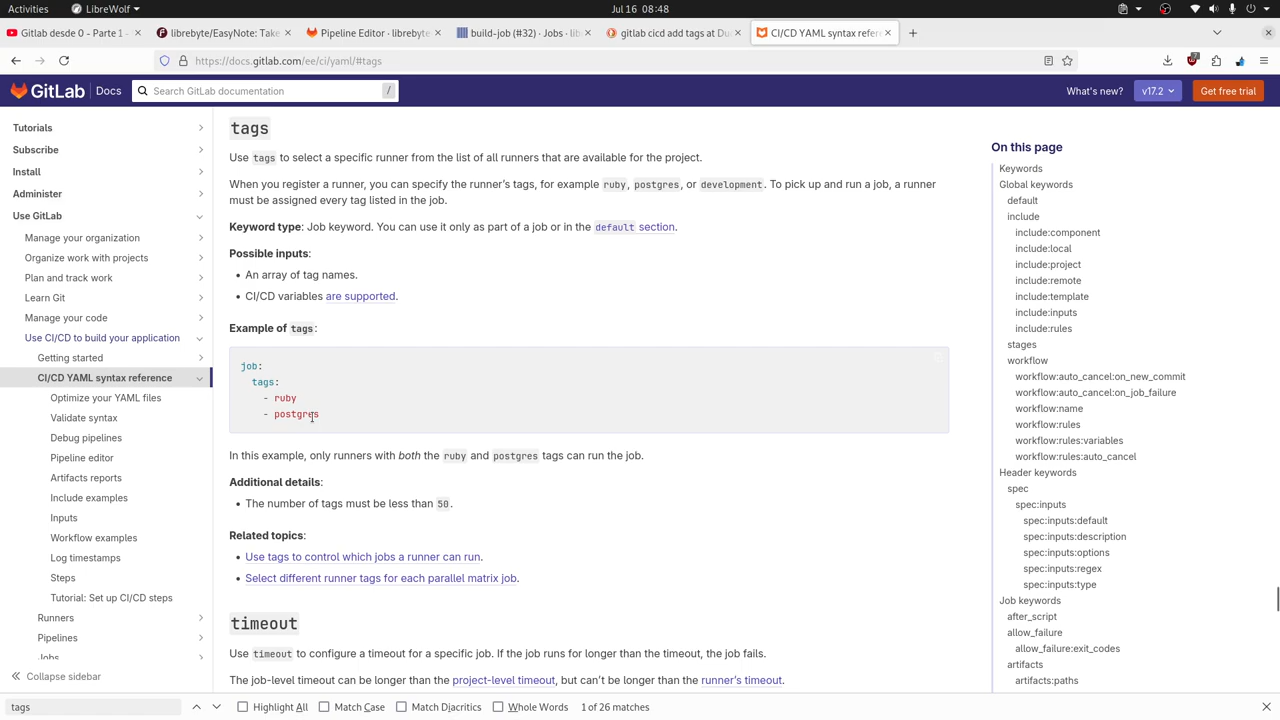 Activities
LibreWolf
Jul 16 08:48
Gitlab desde 0 - Parte 1 -
librebyte/EasyNote: Take
Pipeline Editor · librebyte
build-job (#32) · Jobs · lib
gitlab cicd add tags at Du
CI/CD YAML syntax refere
https://docs.gitlab.com/ee/ci/yaml/#tags
7
GitLab Docs
Search GitLab documentation
/
What's new?
v17.2
Get free trial
Tutorials
Subscribe
Install
Administer
Use GitLab
Manage your organization
Organize work with projects
Plan and track work
Learn Git
Manage your code
Use CI/CD to build your application
Getting started
CI/CD YAML syntax reference
Optimize your YAML files
Validate syntax
Debug pipelines
Pipeline editor
Artifacts reports
Include examples
Inputs
Workflow examples
Log timestamps
Steps
Tutorial: Set up CI/CD steps
Runners
Pipelines
Jobs
Collapse sidebar
tags
Use tags to select a specific runner from the list of all runners that are available for the project.
When you register a runner, you can specify the runner's tags, for example ruby, postgres, or development. To pick up and run a job, a runner
must be assigned every tag listed in the job.
Keyword type: Job keyword. You can use it only as part of a job or in the default section.
Possible inputs:
• An array of tag names.
• CI/CD variables are supported.
Example of tags:
job:
tags:
- ruby
- postgres
In this example, only runners with both the ruby and postgres tags can run the job.
Additional details:
• The number of tags must be less than 50.
Related topics:
• Use tags to control which jobs a runner can run.
• Select different runner tags for each parallel matrix job.
timeout
Use timeout to configure a timeout for a specific job. If the job runs for longer than the timeout, the job fails.
The job-level timeout can be longer than the project-level timeout, but can't be longer than the runner's timeout.
On this page
Keywords
Global keywords
default
include
include:component
include:local
include:project
include:remote
include:template
include:inputs
include:rules
stages
workflow
workflow:auto_cancel:on_new_commit
workflow:auto_cancel:on_job_failure
workflow:name
workflow:rules
workflow:rules:variables
workflow:rules:auto_cancel
Header keywords
spec
spec:inputs
spec:inputs:default
spec:inputs:description
spec:inputs:options
spec:inputs:regex
spec:inputs:type
Job keywords
after_script
allow_failure
allow_failure:exit_codes
artifacts
artifacts:paths
tags
Highlight All
Match Case
Match Diacritics
Whole Words
1 of 26 matches